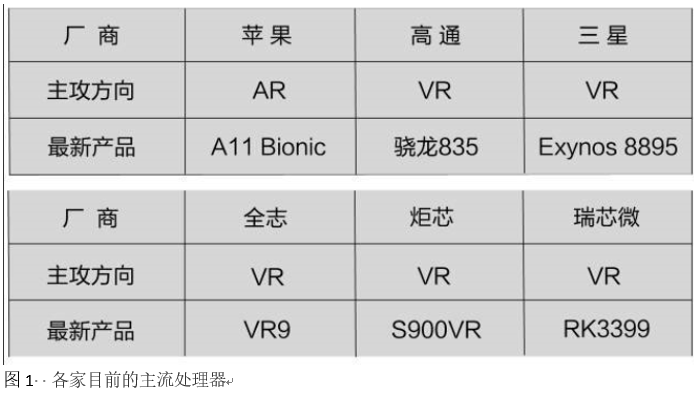 厂 商 苹 果 高 通 三 星
主攻方向 AR VR VR
最新产品 A11 Bionic 骁龙835 Exynos 8895
厂 商 全志 炬芯 瑞芯微
主攻方向 VR VR VR
最新产品 VR9 S900VR RK3399
图 1·· 各家目前的主流处理器↵